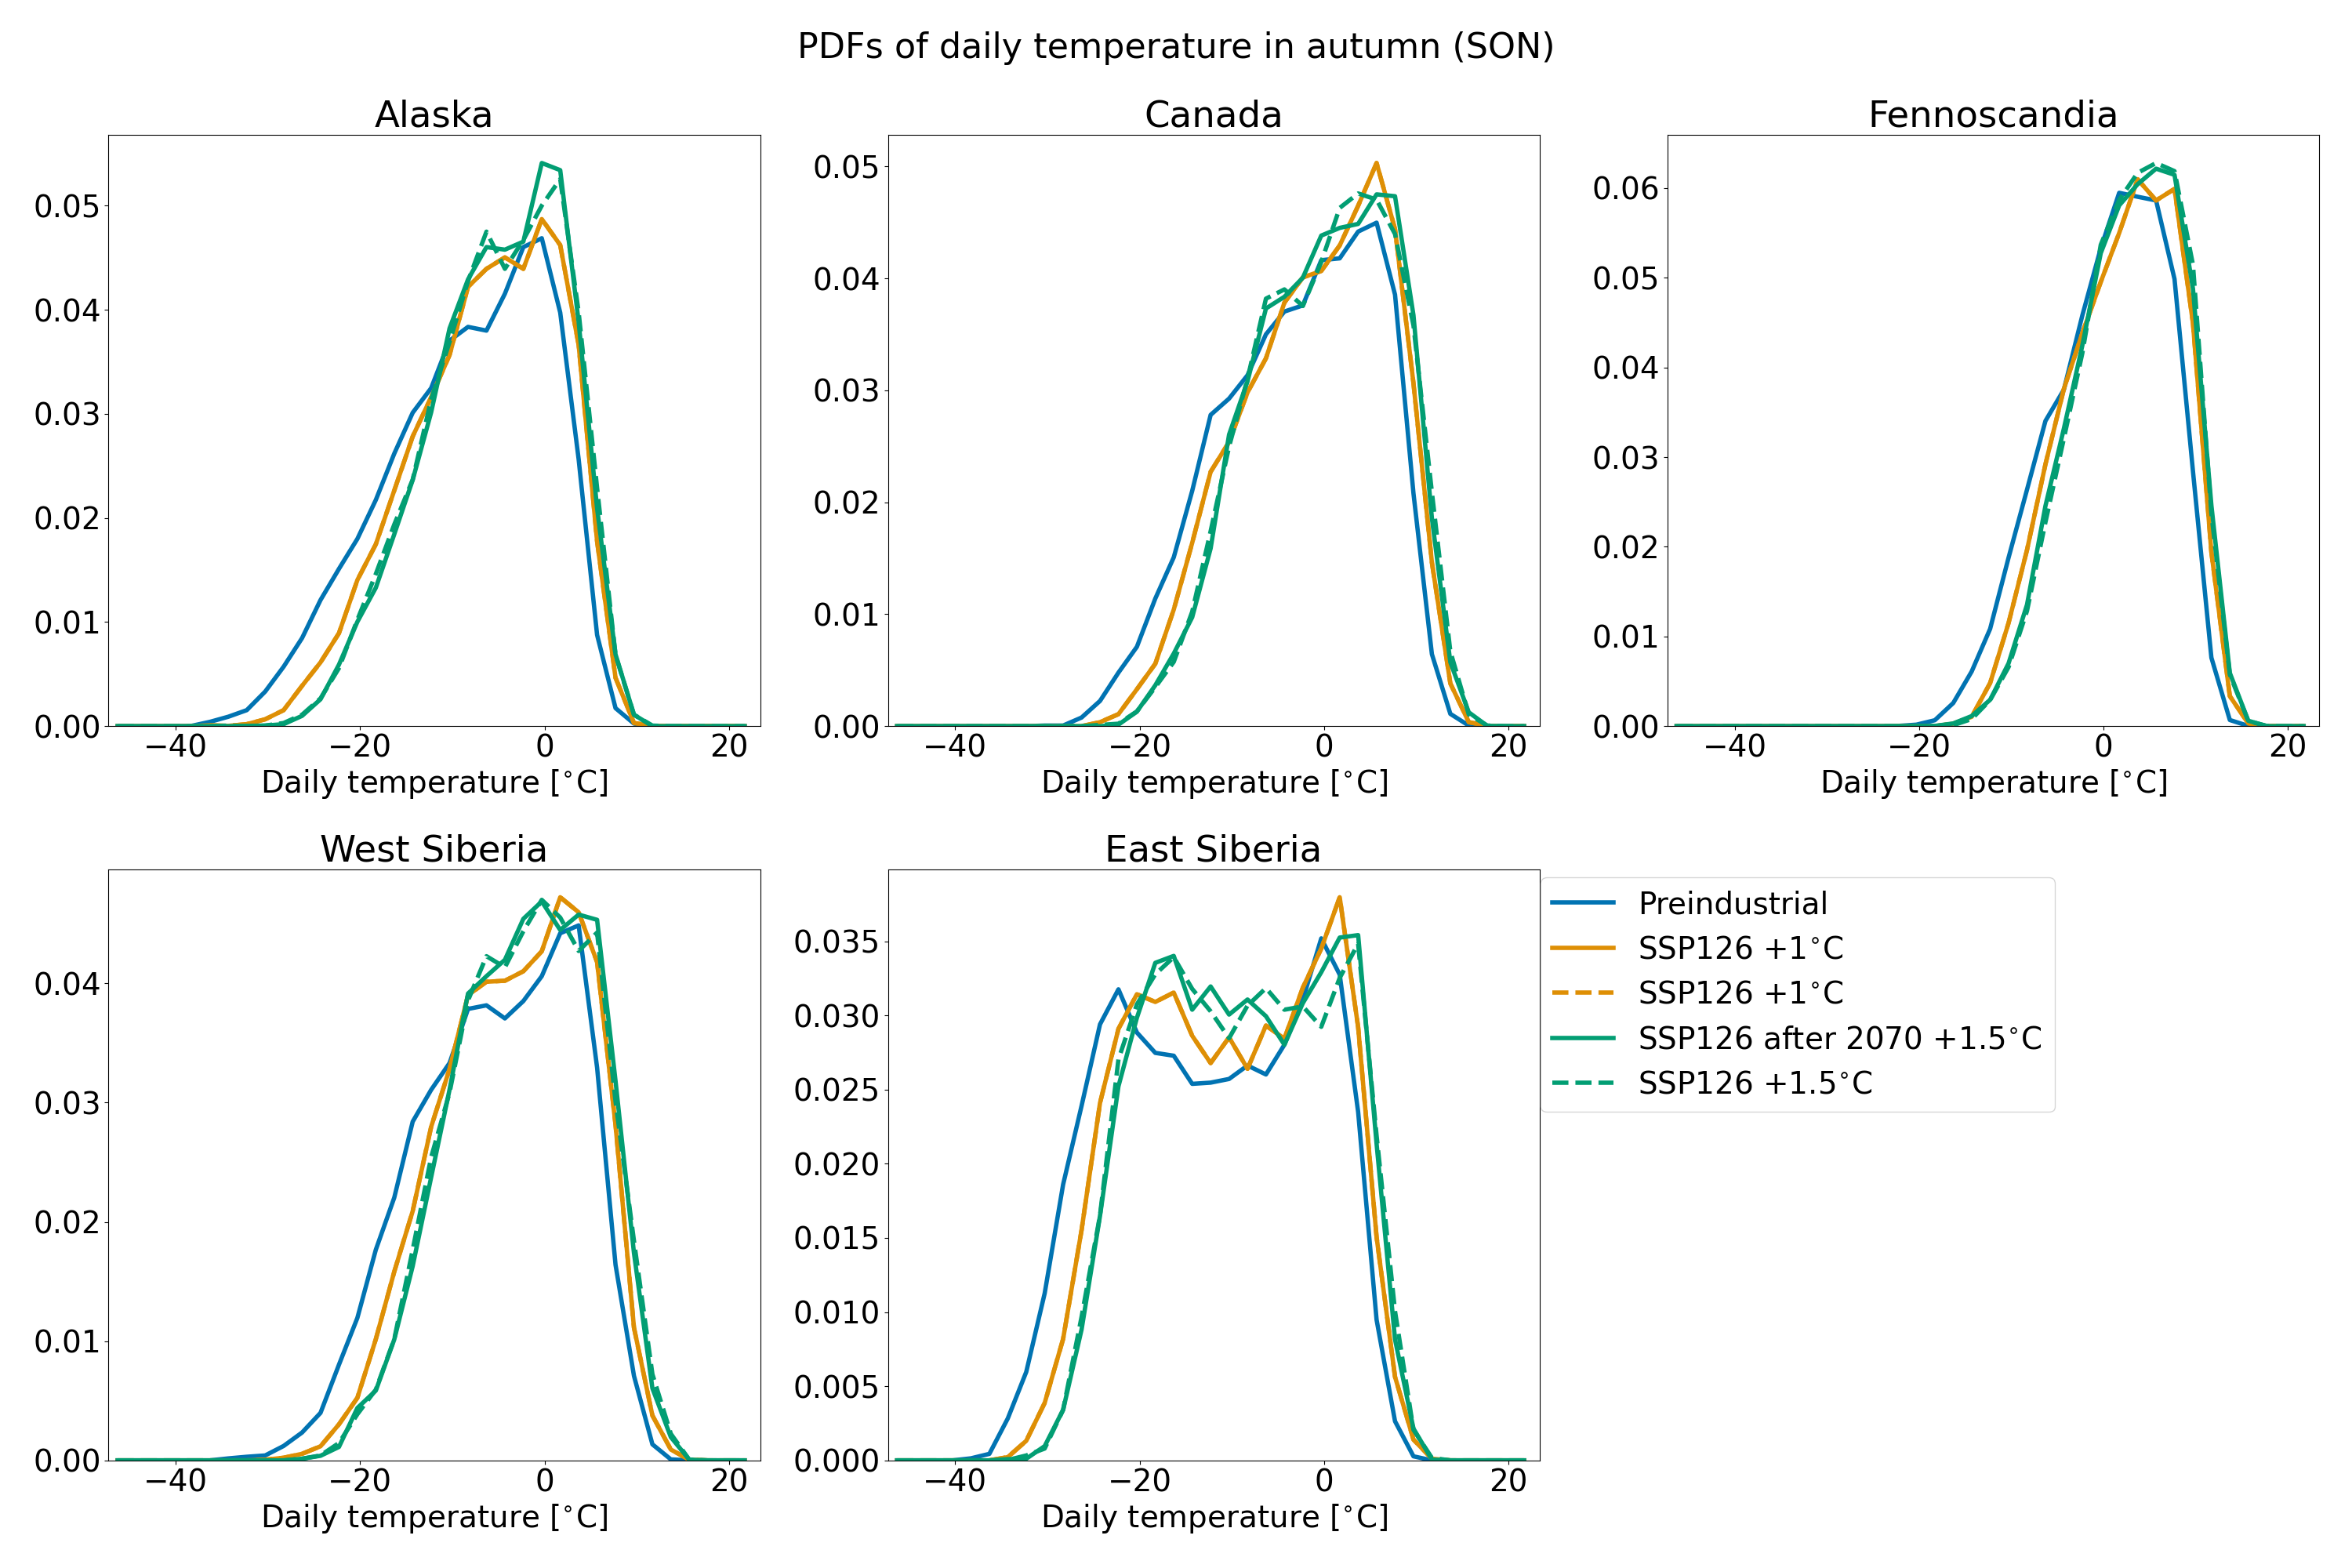 PDFs of daily temperature in autumn (SON)
Alaska
0.05
0.04
0.03
0.02
0.01
0.00
−40 −20 0 20
Daily temperature [°C]
Canada
0.05
0.04
0.03
0.02
0.01
0.00
−40 −20 0 20
Daily temperature [°C]
Fennoscandia
0.06
0.05
0.04
0.03
0.02
0.01
0.00
−40 −20 0 20
Daily temperature [°C]
West Siberia
0.04
0.03
0.02
0.01
0.00
−40 −20 0 20
Daily temperature [°C]
East Siberia
0.035
0.030
0.025
0.020
0.015
0.010
0.005
0.000
−40 −20 0 20
Daily temperature [°C]
Preindustrial
SSP126 +1°C
SSP126 +1°C
SSP126 after 2070 +1.5°C
SSP126 +1.5°C